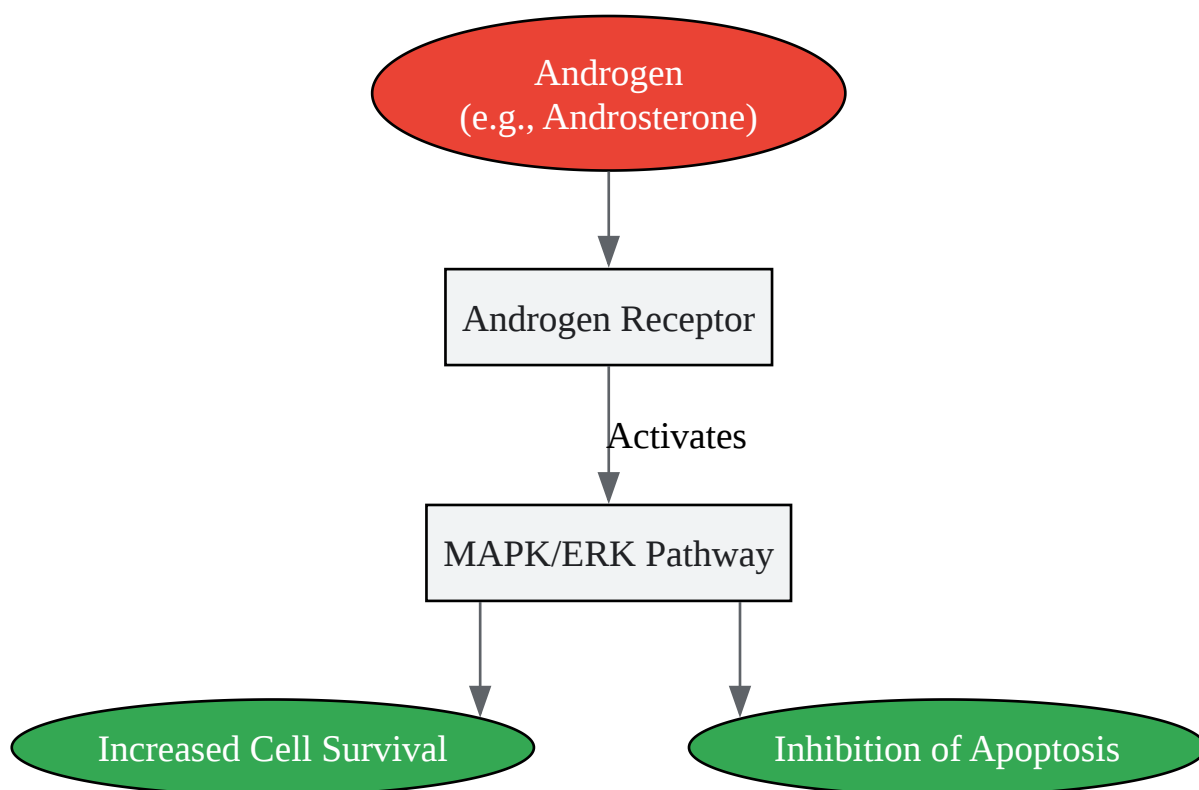 Androgen
(e.g., Androsterone)
Androgen Receptor
Activates
MAPK/ERK Pathway
Increased Cell Survival
Inhibition of Apoptosis